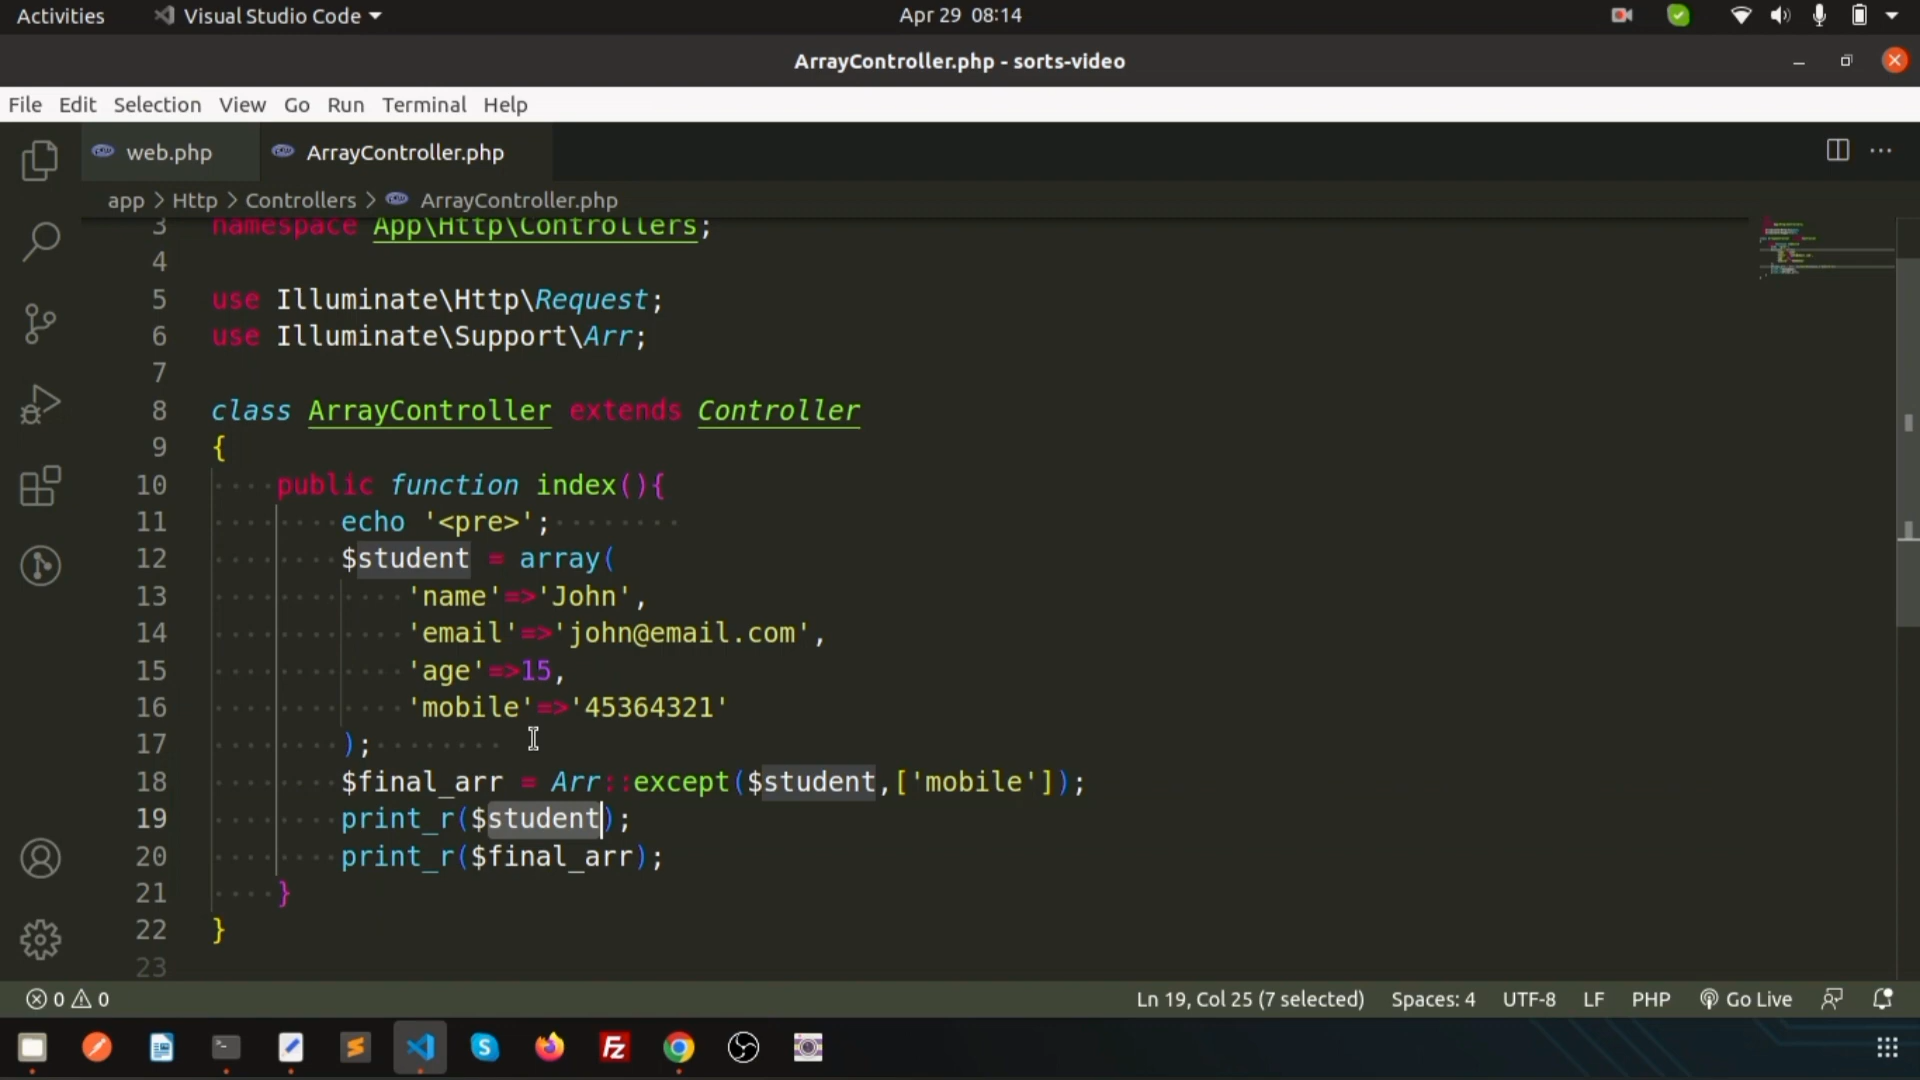 Activities Visual Studio Code Apr 29 08:14
ArrayController.php - sorts-video
File Edit Selection View Go Run Terminal Help
web.php ArrayController.php
app > Http > Controllers > ArrayController.php
3 namespace App\Http\Controllers;
4
5 use Illuminate\Http\Request;
6 use Illuminate\Support\Arr;
7
8 class ArrayController extends Controller
9 {
10 public function index(){
11 echo '<pre>';
12 $student = array(
13 'name'=>'John',
14 'email'=>'john@email.com',
15 'age'=>15,
16 'mobile'=>'45364321'
17 );
18 $final_arr = Arr::except($student,['mobile']);
19 print_r($student);
20 print_r($final_arr);
21 }
22 }
23
0 0 Ln 19, Col 25 (7 selected) Spaces: 4 UTF-8 LF PHP Go Live